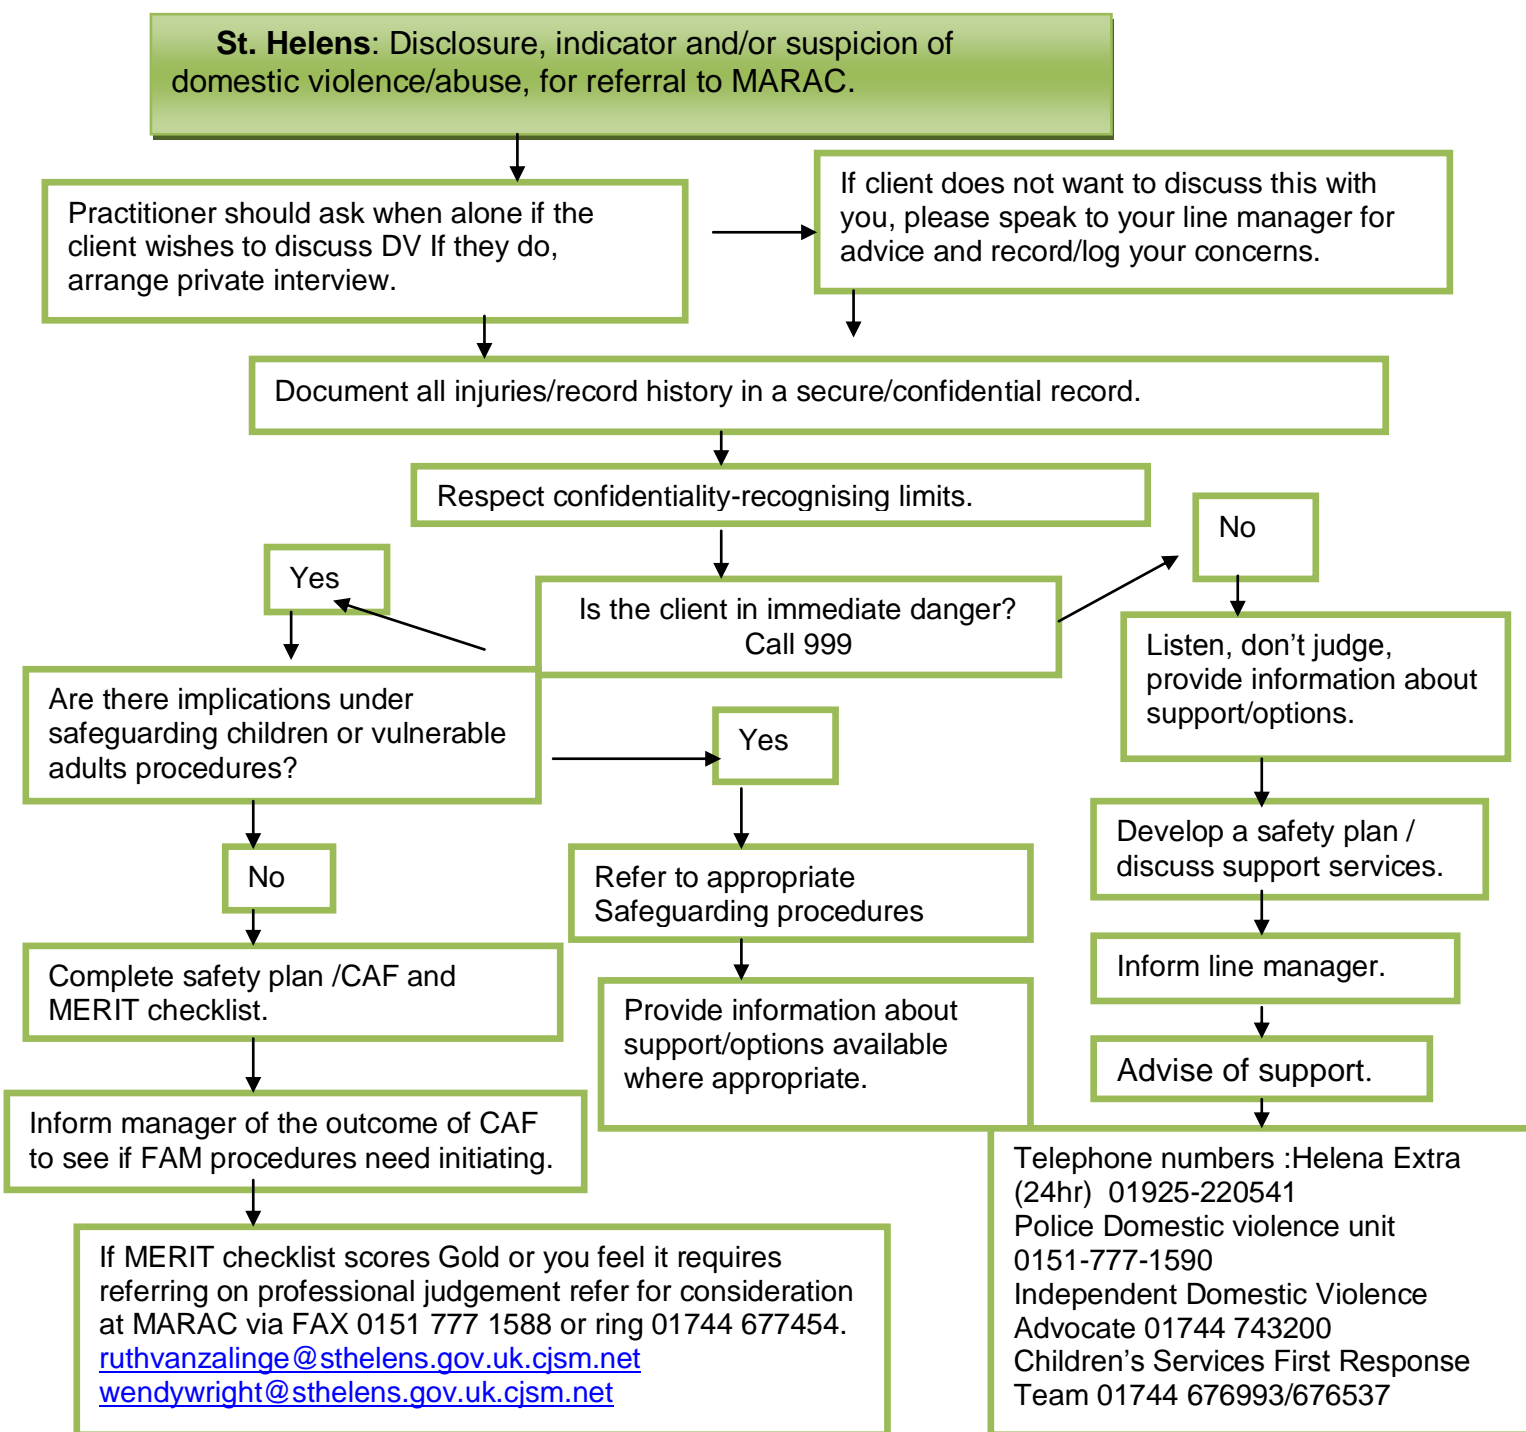 St. Helens: Disclosure, indicator and/or suspicion of
domestic violence/abuse, for referral to MARAC.
Practitioner should ask when alone if the
client wishes to discuss DV If they do,
arrange private interview.
If client does not want to discuss this with
you, please speak to your line manager for
advice and record/log your concerns.
Document all injuries/record history in a secure/confidential record.
Respect confidentiality-recognising limits.
No
Yes
Is the client in immediate danger?
Call 999
Listen, don’t judge,
provide information about
support/options.
Are there implications under
safeguarding children or vulnerable
adults procedures?
Yes
Develop a safety plan /
discuss support services.
No
Refer to appropriate
Safeguarding procedures
Inform line manager.
Complete safety plan /CAF and
MERIT checklist.
Provide information about
support/options available
where appropriate.
Advise of support.
Inform manager of the outcome of CAF
to see if FAM procedures need initiating.
Telephone numbers :Helena Extra
(24hr)  01925-220541
Police Domestic violence unit
0151-777-1590
Independent Domestic Violence
Advocate 01744 743200
Children’s Services First Response
Team 01744 676993/676537
If MERIT checklist scores Gold or you feel it requires
referring on professional judgement refer for consideration
at MARAC via FAX 0151 777 1588 or ring 01744 677454.
ruthvanzalinge@sthelens.gov.uk.cjsm.net
wendywright@sthelens.gov.uk.cjsm.net